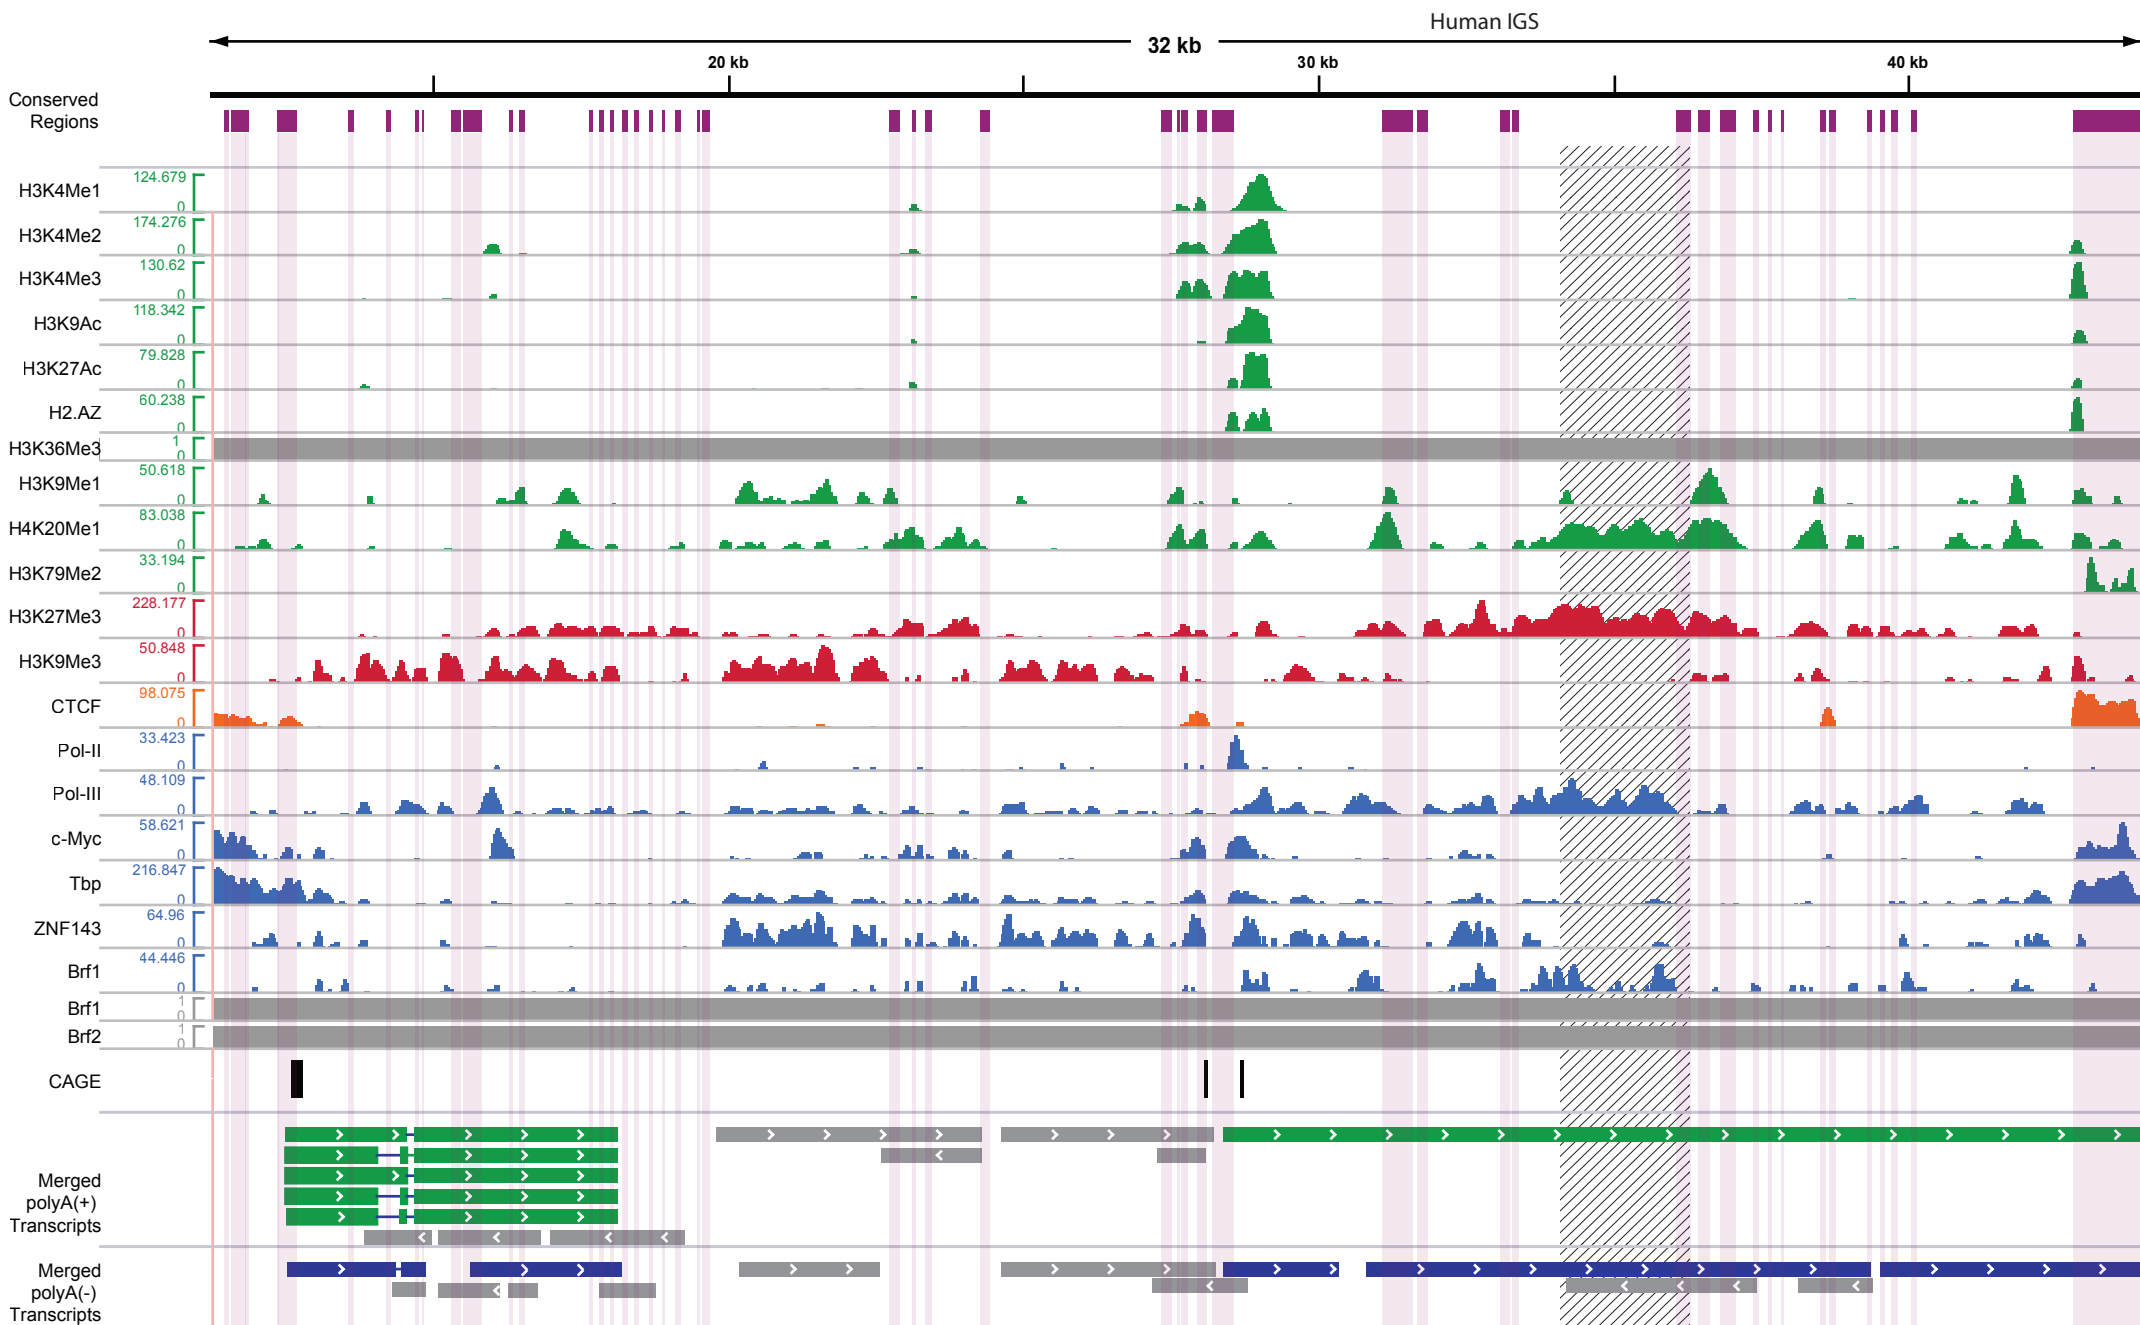 Human IGS
32 kb
20 kb 30 kb 40 kb
Conserved
Regions
H3K4Me1 124.679 0
H3K4Me2 174.276 0
H3K4Me3 130.62 0
H3K9Ac 118.342 0
H3K27Ac 79.828 0
H2.AZ 60.238 0
H3K36Me3 1 0
H3K9Me1 50.618 0
H4K20Me1 83.038 0
H3K79Me2 33.194 0
H3K27Me3 228.177 0
H3K9Me3 50.848 0
CTCF 98.075 0
Pol-II 33.423 0
Pol-III 48.109 0
c-Myc 58.621 0
Tbp 216.847 0
ZNF143 64.96 0
Brf1 44.446 0
Brf1 1 0
Brf2 1 0
CAGE
Merged
polyA(+)
Transcripts
Merged
polyA(-)
Transcripts